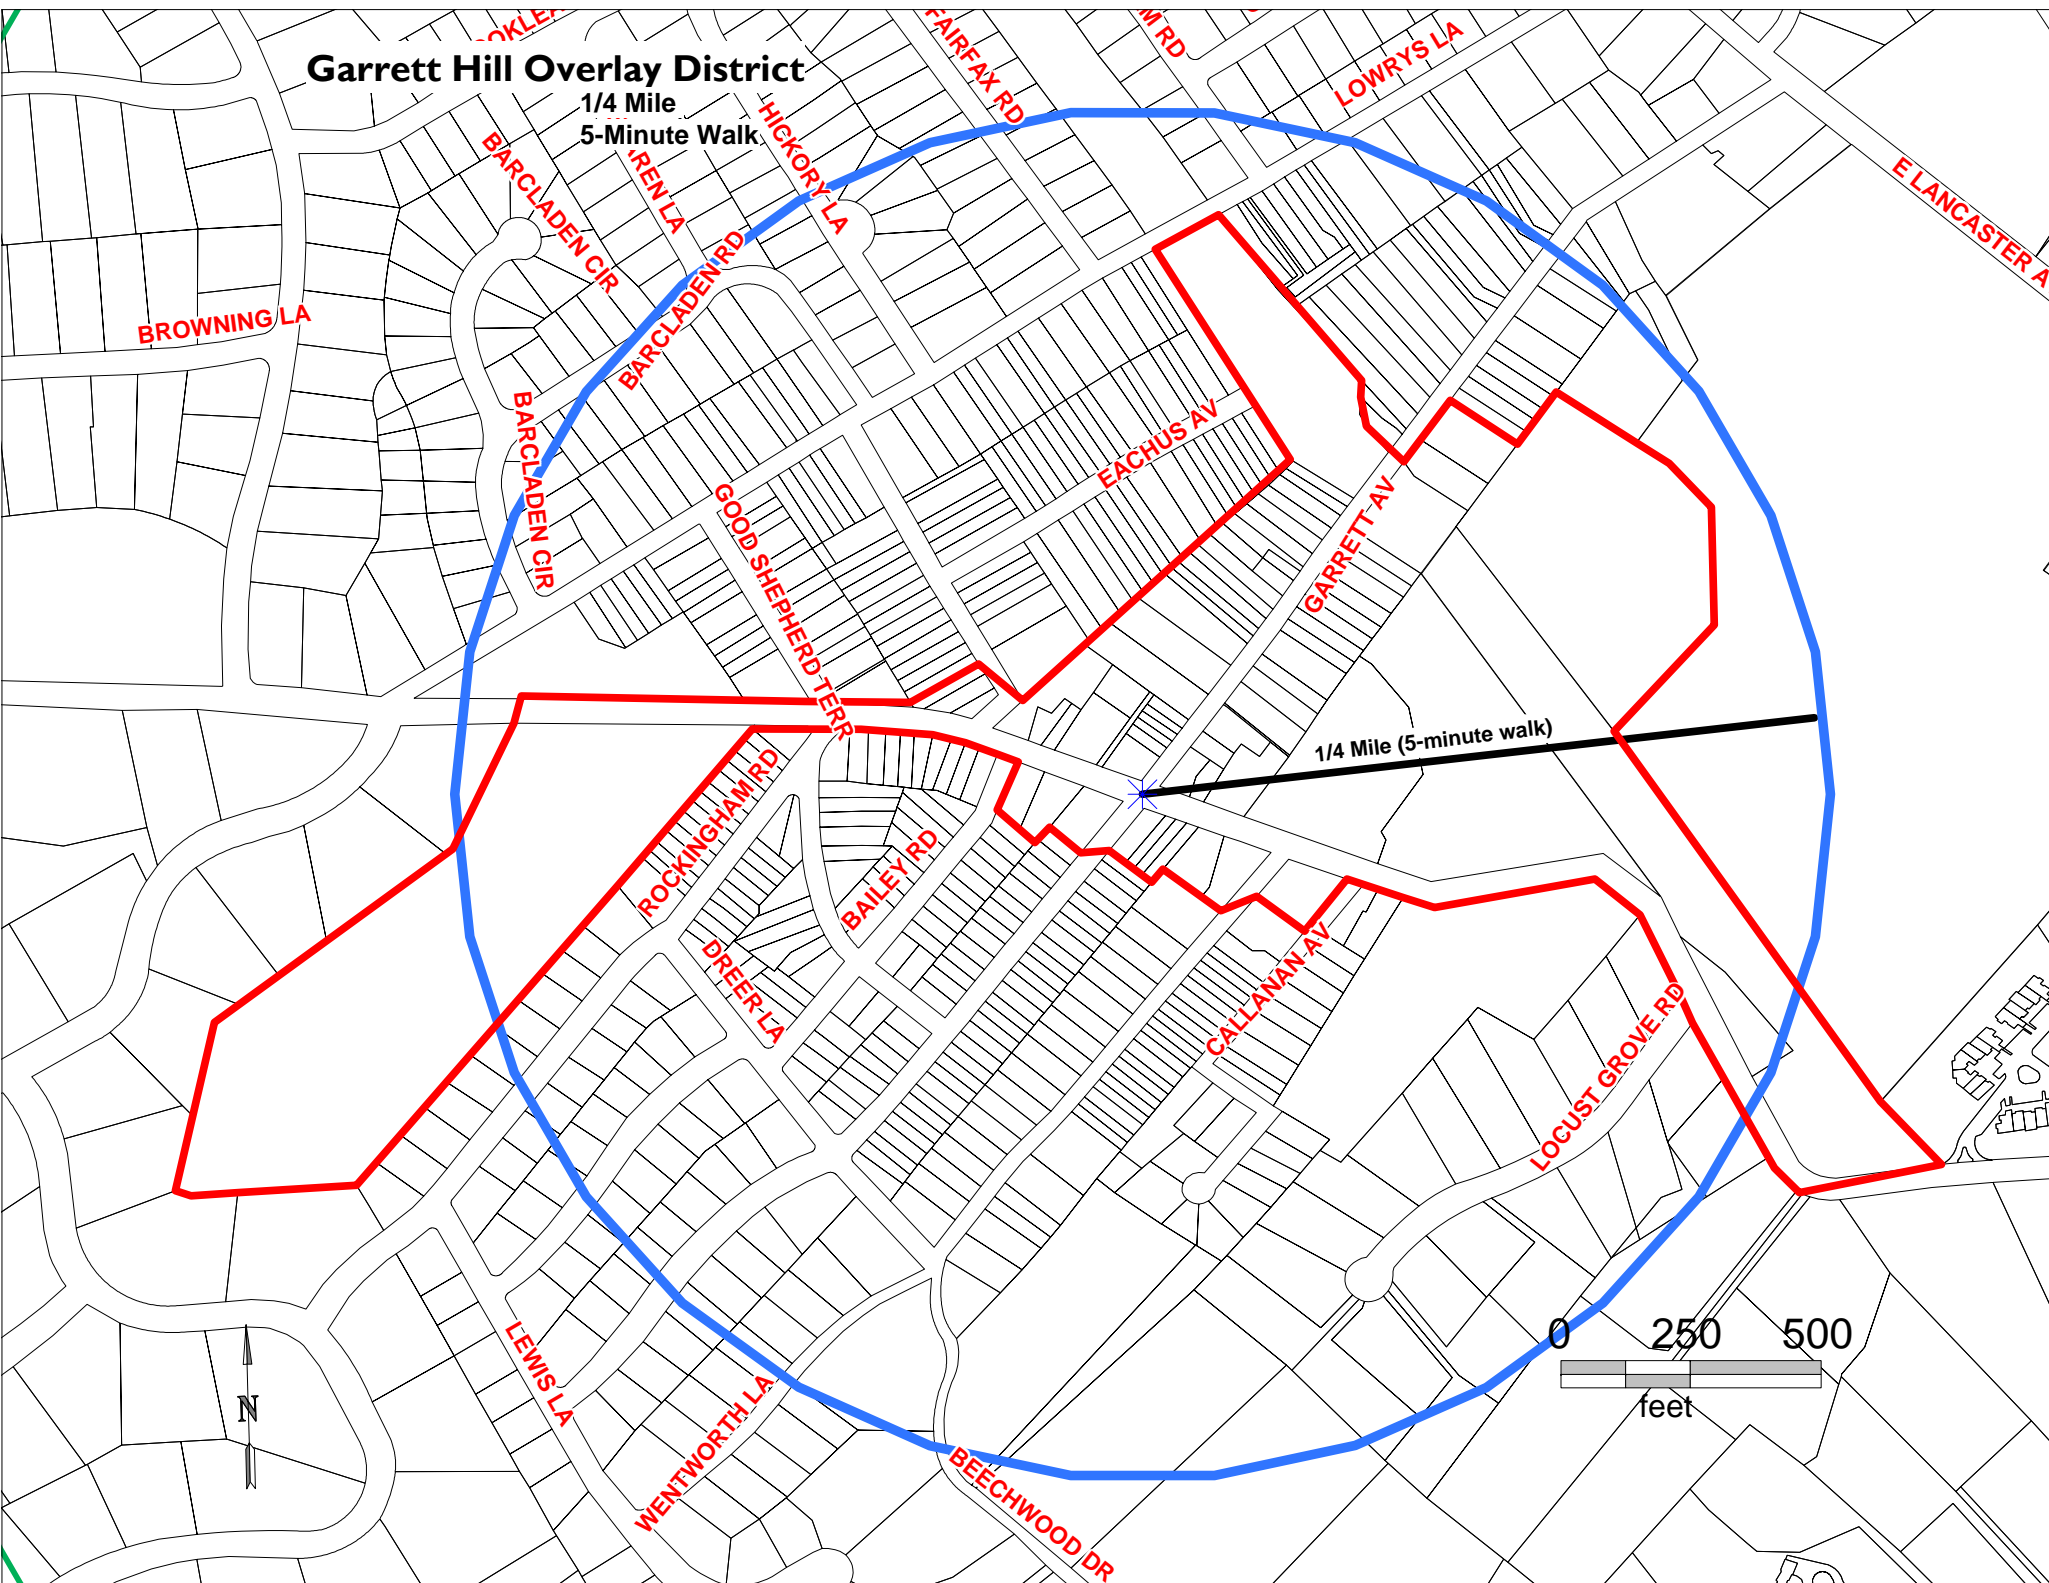 Garrett Hill Overlay District
1/4 Mile
5-Minute Walk
FAIRFAX RD
LOWRYS LA
HICKORY LA
BARCLADEN CIR
BARCLADEN RD
E LANCASTER A
BROWNING LA
BARCLADEN CIR
EACHUS AV
GOOD SHEPHERD TERR
GARRETT AV
1/4 Mile (5-minute walk)
ROCKINGHAM RD
BAILEY RD
DREER LA
CALLANAN AV
LOCUST GROVE RD
0 250 500
feet
LEWIS LA
N
WENTWORTH LA
BEECHWOOD DR